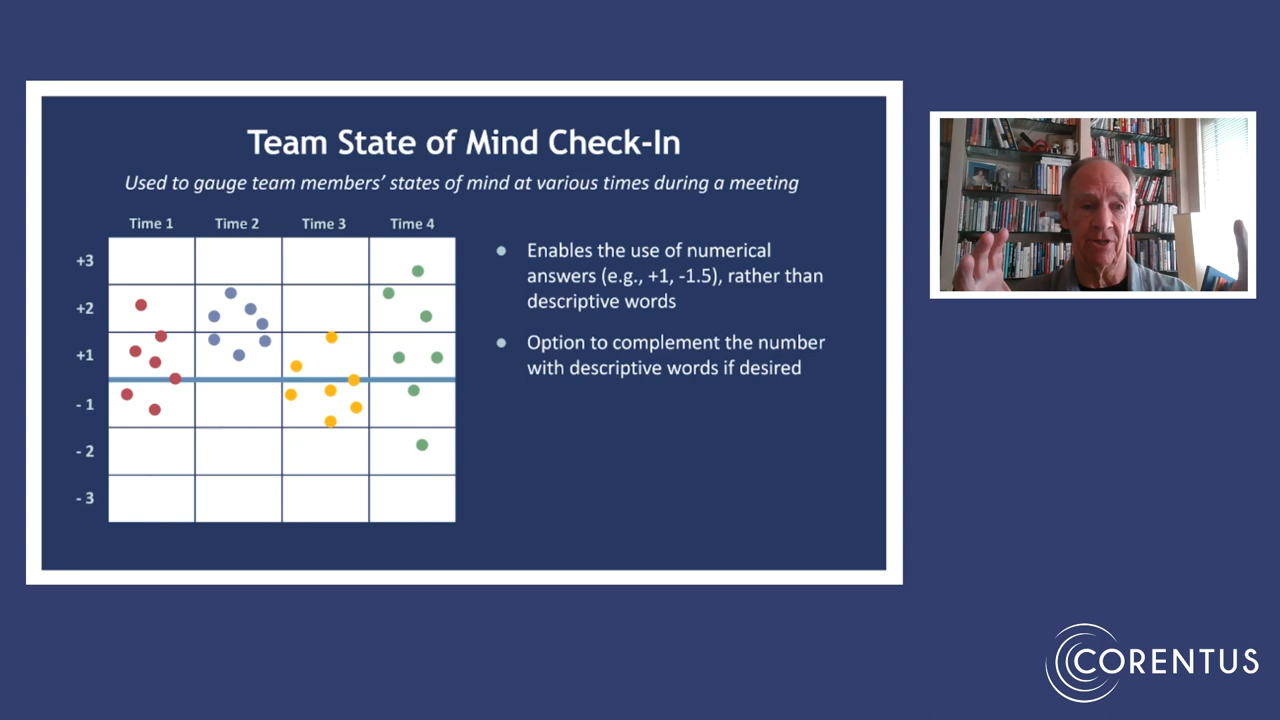 Team State of Mind Check-In
Used to gauge team members’ states of mind at various times during a meeting
Time 1 Time 2 Time 3 Time 4
+3
+2
+1
- 1
- 2
- 3
● Enables the use of numerical
answers (e.g., +1, -1.5), rather than
descriptive words
● Option to complement the number
with descriptive words if desired
CORENTUS